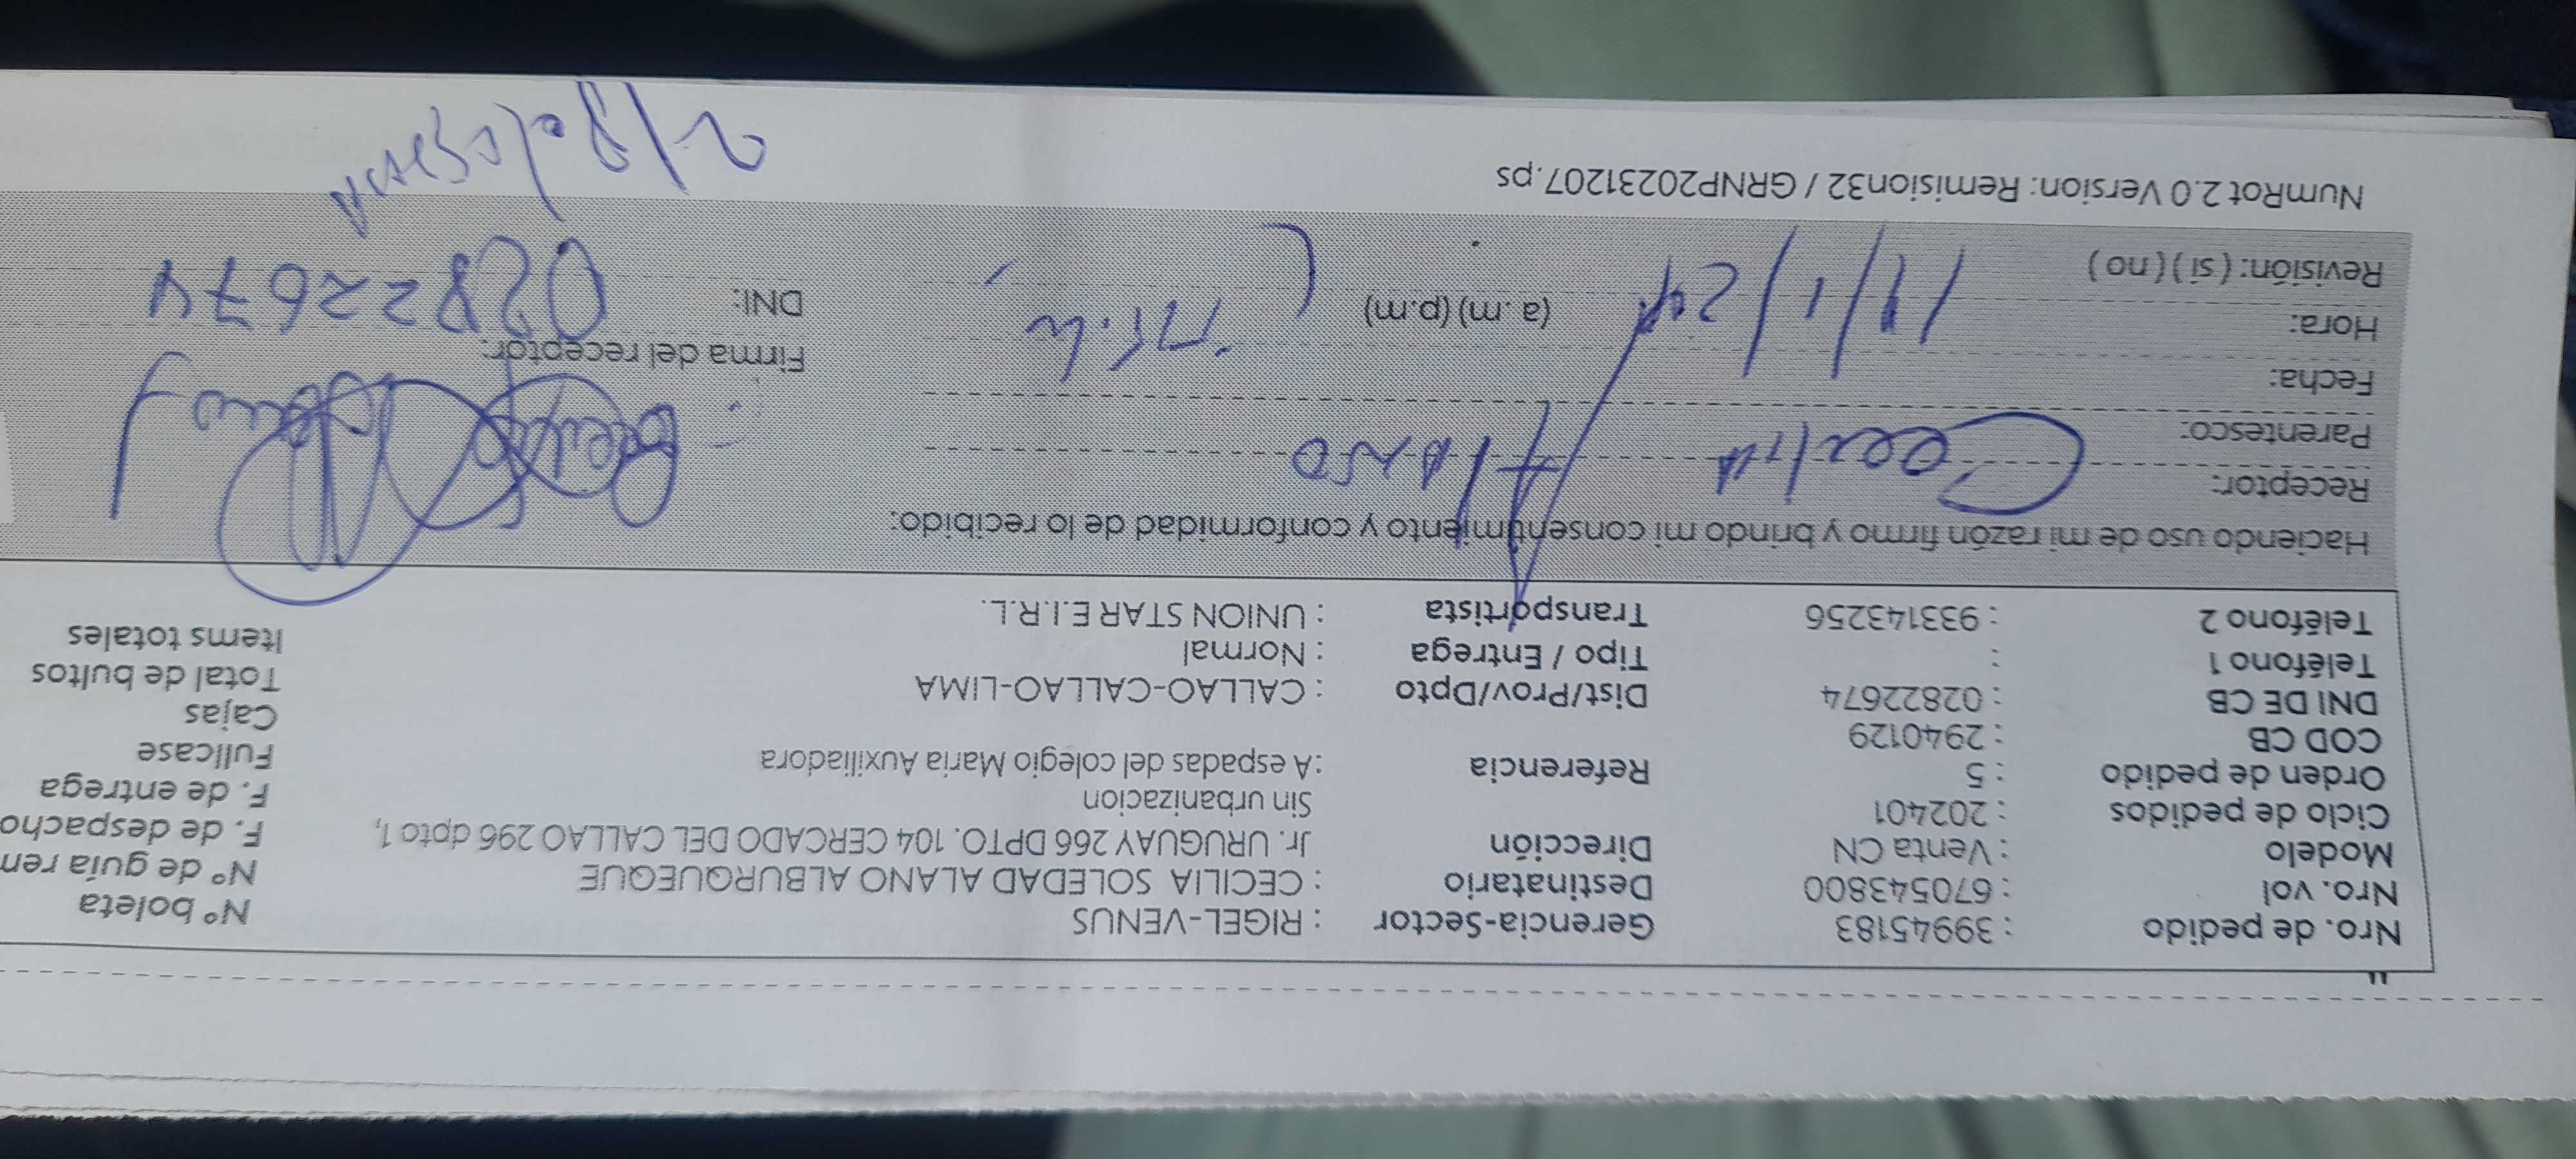 Nro. de pedido : 39945183 Gerencia-Sector : RIGEL-VENUS Nº boleta
Nro. vol : 670543800 Destinatario : CECILIA SOLEDAD ALANO ALBURQUEQUE Nº de guía rem
Modelo : Venta CN Dirección Jr. URUGUAY 266 DPTO. 104 CERCADO DEL CALLAO 296 dpto 1, F. de despacho
Ciclo de pedidos : 202401 Sin urbanizacion F. de entrega
Orden de pedido : 5 Referencia : A espadas del colegio Maria Auxiliadora Fullcase
COD CB : 2940129 Cajas
DNI DE CB : 02822674 Dist/Prov/Dpto : CALLAO-CALLAO-LIMA Total de bultos
Teléfono 1 : Tipo / Entrega : Normal Items totales
Teléfono 2 : 933143256 Transportista : UNION STAR E.I.R.L.
Haciendo uso de mi razón firmo y brindo mi consentimiento y conformidad de lo recibido:
Receptor: Cecilia Alano
Parentesco:
Fecha: 11/1/24 Firma del receptor:
Hora: (a.m) (p.m) DNI: 02822674
Revisión: ( si ) ( no )
NumRot 2.0 Version: Remision32 / GRNP20231207.ps